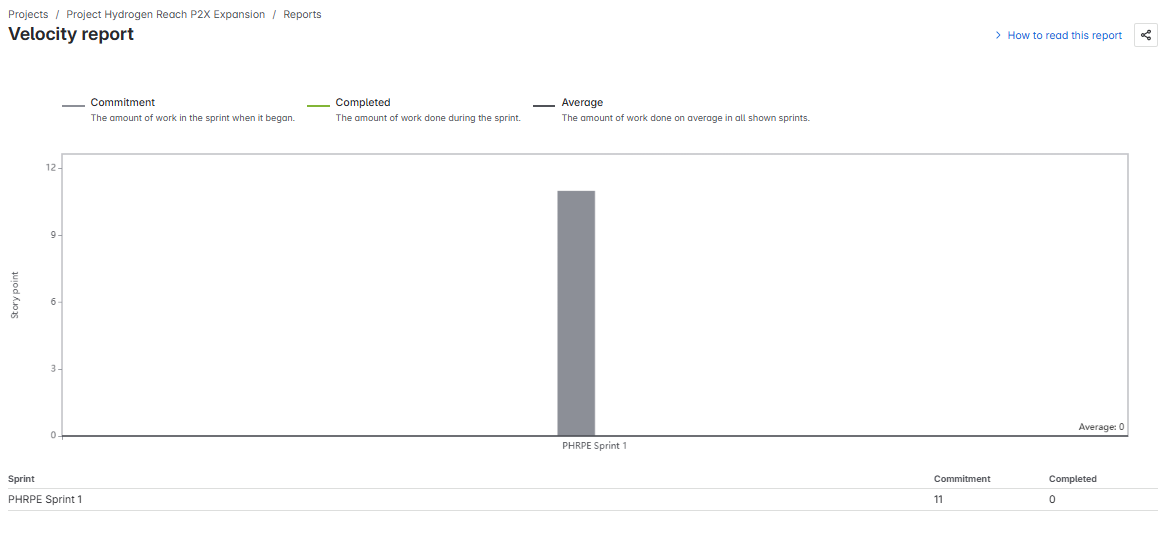 Projects / Project Hydrogen Reach P2X Expansion / Reports
Velocity report
How to read this report
Commitment
The amount of work in the sprint when it began.
Completed
The amount of work done during the sprint.
Average
The amount of work done on average in all shown sprints.
12
9
6
3
0
Story point
Average: 0
PHRPE Sprint 1
Sprint Commitment Completed
PHRPE Sprint 1 11 0